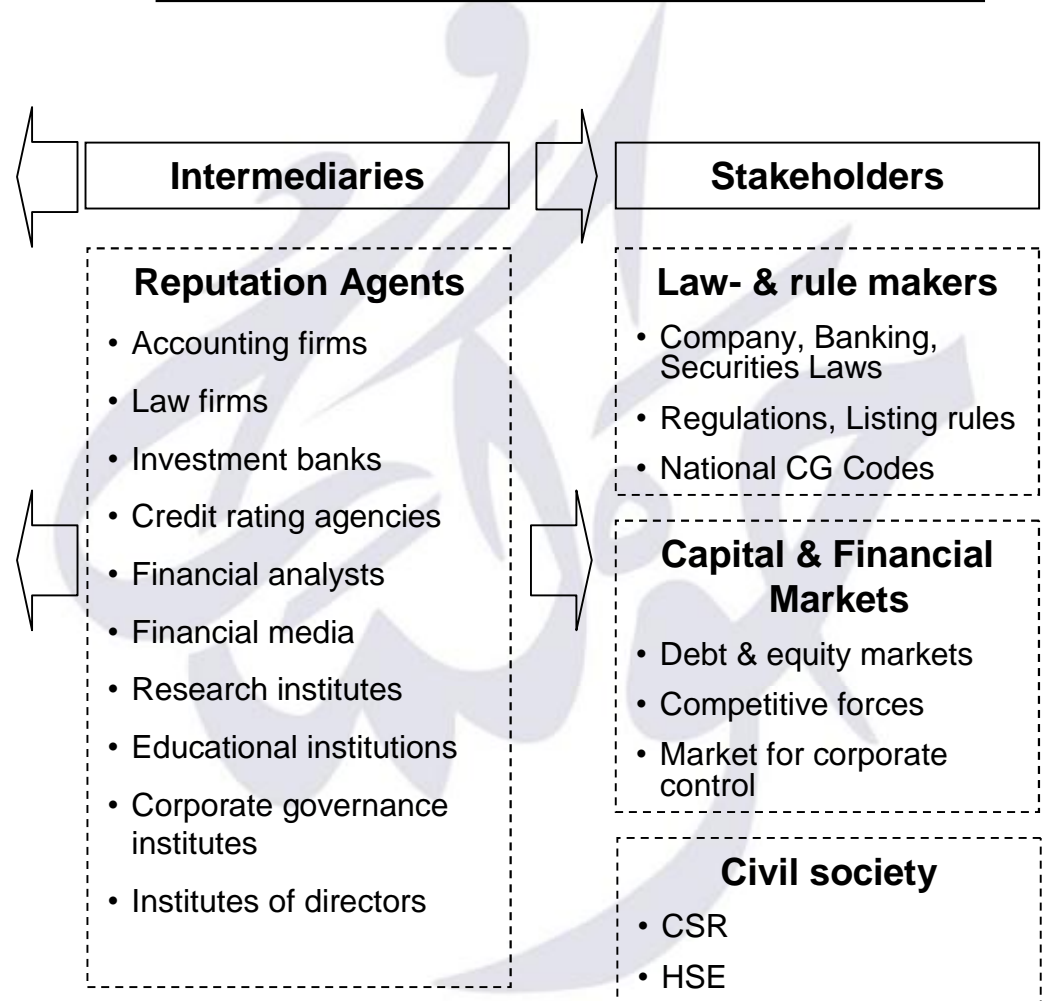 Intermediaries
Reputation Agents
• Accounting firms
• Law firms
• Investment banks
• Credit rating agencies
• Financial analysts
• Financial media
• Research institutes
• Educational institutions
• Corporate governance
institutes
• Institutes of directors
Stakeholders
Law- & rule makers
• Company, Banking,
Securities Laws
• Regulations, Listing rules
• National CG Codes
Capital & Financial
Markets
• Debt & equity markets
• Competitive forces
• Market for corporate
control
Civil society
• CSR
• HSE